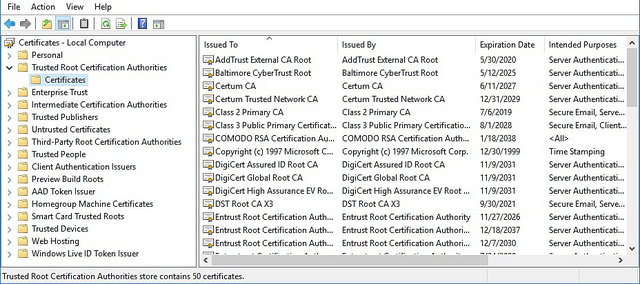 File Action View Help
Certificates - Local Computer
Personal
Trusted Root Certification Authorities
Certificates
Enterprise Trust
Intermediate Certification Authorities
Trusted Publishers
Untrusted Certificates
Third-Party Root Certification Authorities
Trusted People
Client Authentication Issuers
Preview Build Roots
AAD Token Issuer
Homegroup Machine Certificates
Smart Card Trusted Roots
Trusted Devices
Web Hosting
Windows Live ID Token Issuer
Issued To Issued By Expiration Date Intended Purposes
AddTrust External CA Root AddTrust External CA Root 5/30/2020 Server Authenticati...
Baltimore CyberTrust Root Baltimore CyberTrust Root 5/12/2025 Server Authenticati...
Certum CA Certum CA 6/11/2027 Server Authenticati...
Certum Trusted Network CA Certum Trusted Network CA 12/31/2029 Server Authenticati...
Class 2 Primary CA Class 2 Primary CA 7/6/2019 Secure Email, Serve...
Class 3 Public Primary Certificat... Class 3 Public Primary Certificatio... 8/1/2028 Secure Email, Client...
COMODO RSA Certification Au... COMODO RSA Certification Auth... 1/18/2038 <All>
Copyright (c) 1997 Microsoft C... Copyright (c) 1997 Microsoft Corp. 12/30/1999 Time Stamping
DigiCert Assured ID Root CA DigiCert Assured ID Root CA 11/9/2031 Server Authenticati...
DigiCert Global Root CA DigiCert Global Root CA 11/9/2031 Server Authenticati...
DigiCert High Assurance EV Ro... DigiCert High Assurance EV Root ... 11/9/2031 Server Authenticati...
DST Root CA X3 DST Root CA X3 9/30/2021 Secure Email, Serve...
Entrust Root Certification Auth... Entrust Root Certification Authority 11/27/2026 Server Authenticati...
Entrust Root Certification Auth... Entrust Root Certification Auth... 12/18/2037 Server Authenticati...
Entrust Root Certification Auth... Entrust Root Certification Auth... 12/7/2030 Server Authenticati...
Trusted Root Certification Authorities store contains 50 certificates.